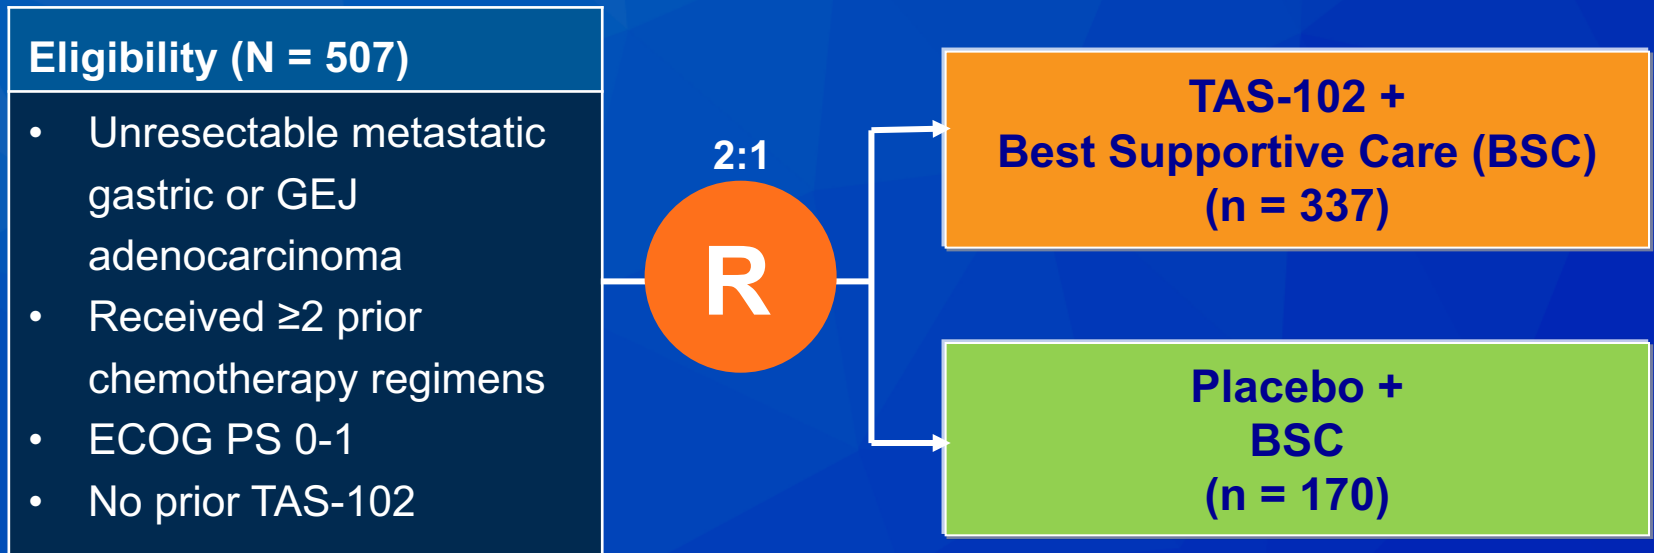 Eligibility (N = 507)
• Unresectable metastatic
gastric or GEJ
adenocarcinoma
• Received ≥2 prior
chemotherapy regimens
• ECOG PS 0-1
• No prior TAS-102
2:1
R
TAS-102 +
Best Supportive Care (BSC)
(n = 337)
Placebo +
BSC
(n = 170)